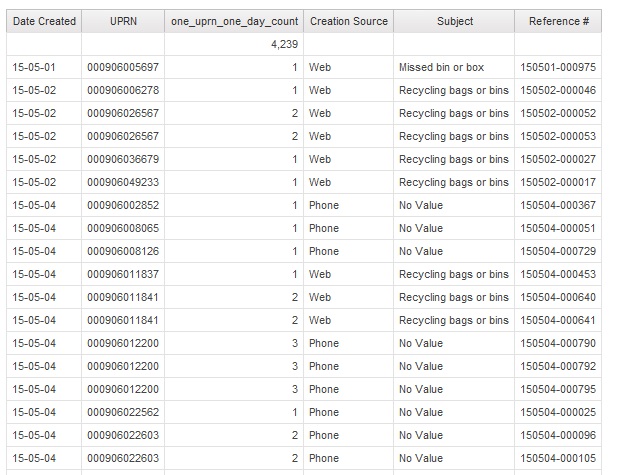 Date Created UPRN one_uprn_one_day_count Creation Source Subject Reference #
4,239
15-05-01 000906005697 1 Web Missed bin or box 150501-000975
15-05-02 000906006278 1 Web Recycling bags or bins 150502-000046
15-05-02 000906026567 2 Web Recycling bags or bins 150502-000052
15-05-02 000906026567 2 Web Recycling bags or bins 150502-000053
15-05-02 000906036679 1 Web Recycling bags or bins 150502-000027
15-05-02 000906049233 1 Web Recycling bags or bins 150502-000017
15-05-04 000906002852 1 Phone No Value 150504-000367
15-05-04 000906008065 1 Phone No Value 150504-000051
15-05-04 000906008126 1 Phone No Value 150504-000729
15-05-04 000906011837 1 Web Recycling bags or bins 150504-000453
15-05-04 000906011841 2 Web Recycling bags or bins 150504-000640
15-05-04 000906011841 2 Web Recycling bags or bins 150504-000641
15-05-04 000906012200 3 Phone No Value 150504-000790
15-05-04 000906012200 3 Phone No Value 150504-000792
15-05-04 000906012200 3 Phone No Value 150504-000795
15-05-04 000906022562 1 Phone No Value 150504-000025
15-05-04 000906022603 2 Phone No Value 150504-000096
15-05-04 000906022603 2 Phone No Value 150504-000105